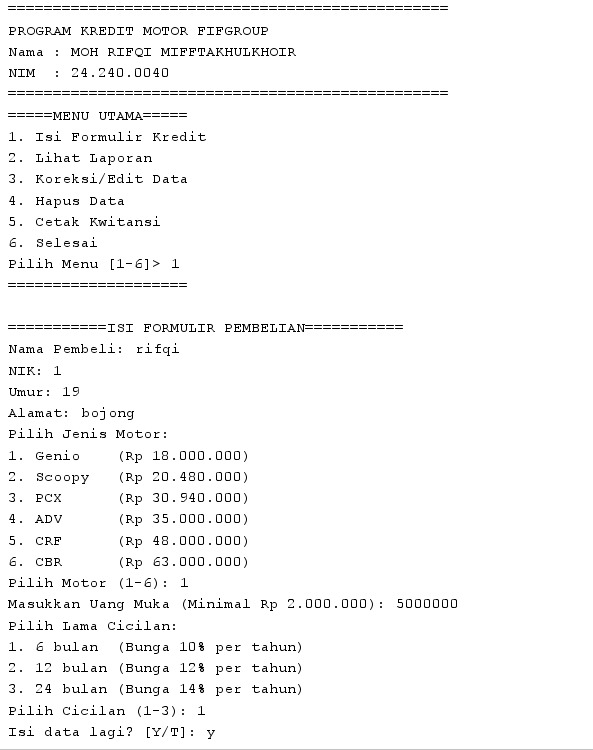 =================================================
PROGRAM KREDIT MOTOR FIFGROUP
Nama : MOH RIFQI MIFFTAKHULKHOIR
NIM  : 24.240.0040
=================================================
=====MENU UTAMA=====
1. Isi Formulir Kredit
2. Lihat Laporan
3. Koreksi/Edit Data
4. Hapus Data
5. Cetak Kwitansi
6. Selesai
Pilih Menu [1-6]> 1
====================

===========ISI FORMULIR PEMBELIAN===========
Nama Pembeli: rifqi
NIK: 1
Umur: 19
Alamat: bojong
Pilih Jenis Motor:
1. Genio    (Rp 18.000.000)
2. Scoopy   (Rp 20.480.000)
3. PCX      (Rp 30.940.000)
4. ADV      (Rp 35.000.000)
5. CRF      (Rp 48.000.000)
6. CBR      (Rp 63.000.000)
Pilih Motor (1-6): 1
Masukkan Uang Muka (Minimal Rp 2.000.000): 5000000
Pilih Lama Cicilan:
1. 6 bulan  (Bunga 10% per tahun)
2. 12 bulan (Bunga 12% per tahun)
3. 24 bulan (Bunga 14% per tahun)
Pilih Cicilan (1-3): 1
Isi data lagi? [Y/T]: y